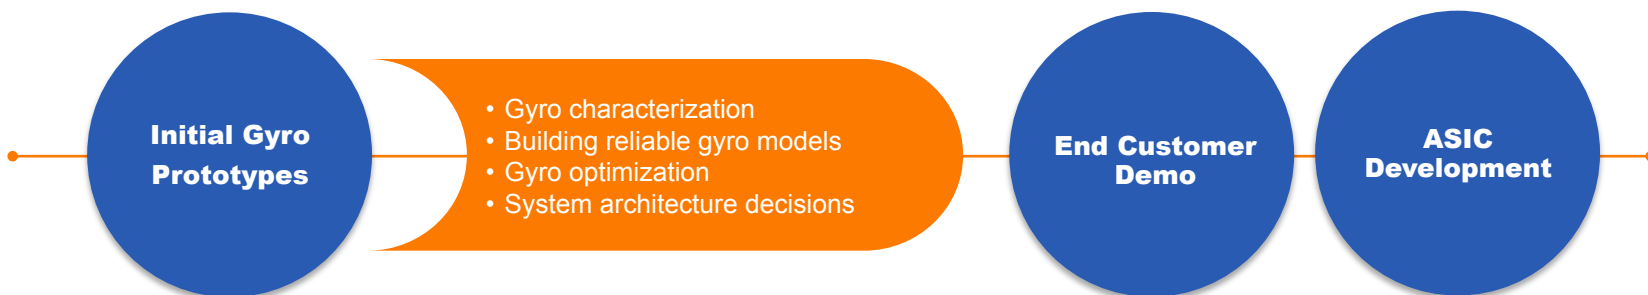 Initial Gyro
Prototypes
• Gyro characterization
• Building reliable gyro models
• Gyro optimization
• System architecture decisions
End Customer
Demo
ASIC
Development